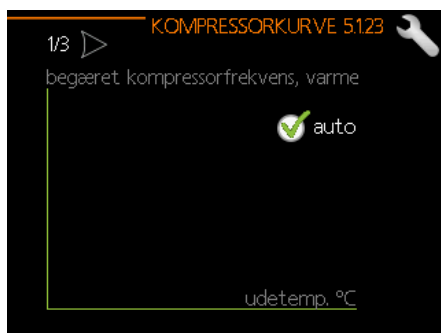 KOMPRESSORKURVE 5.1.23
1/3
begæret kompressorfrekvens, varme
auto
udetemp. °C